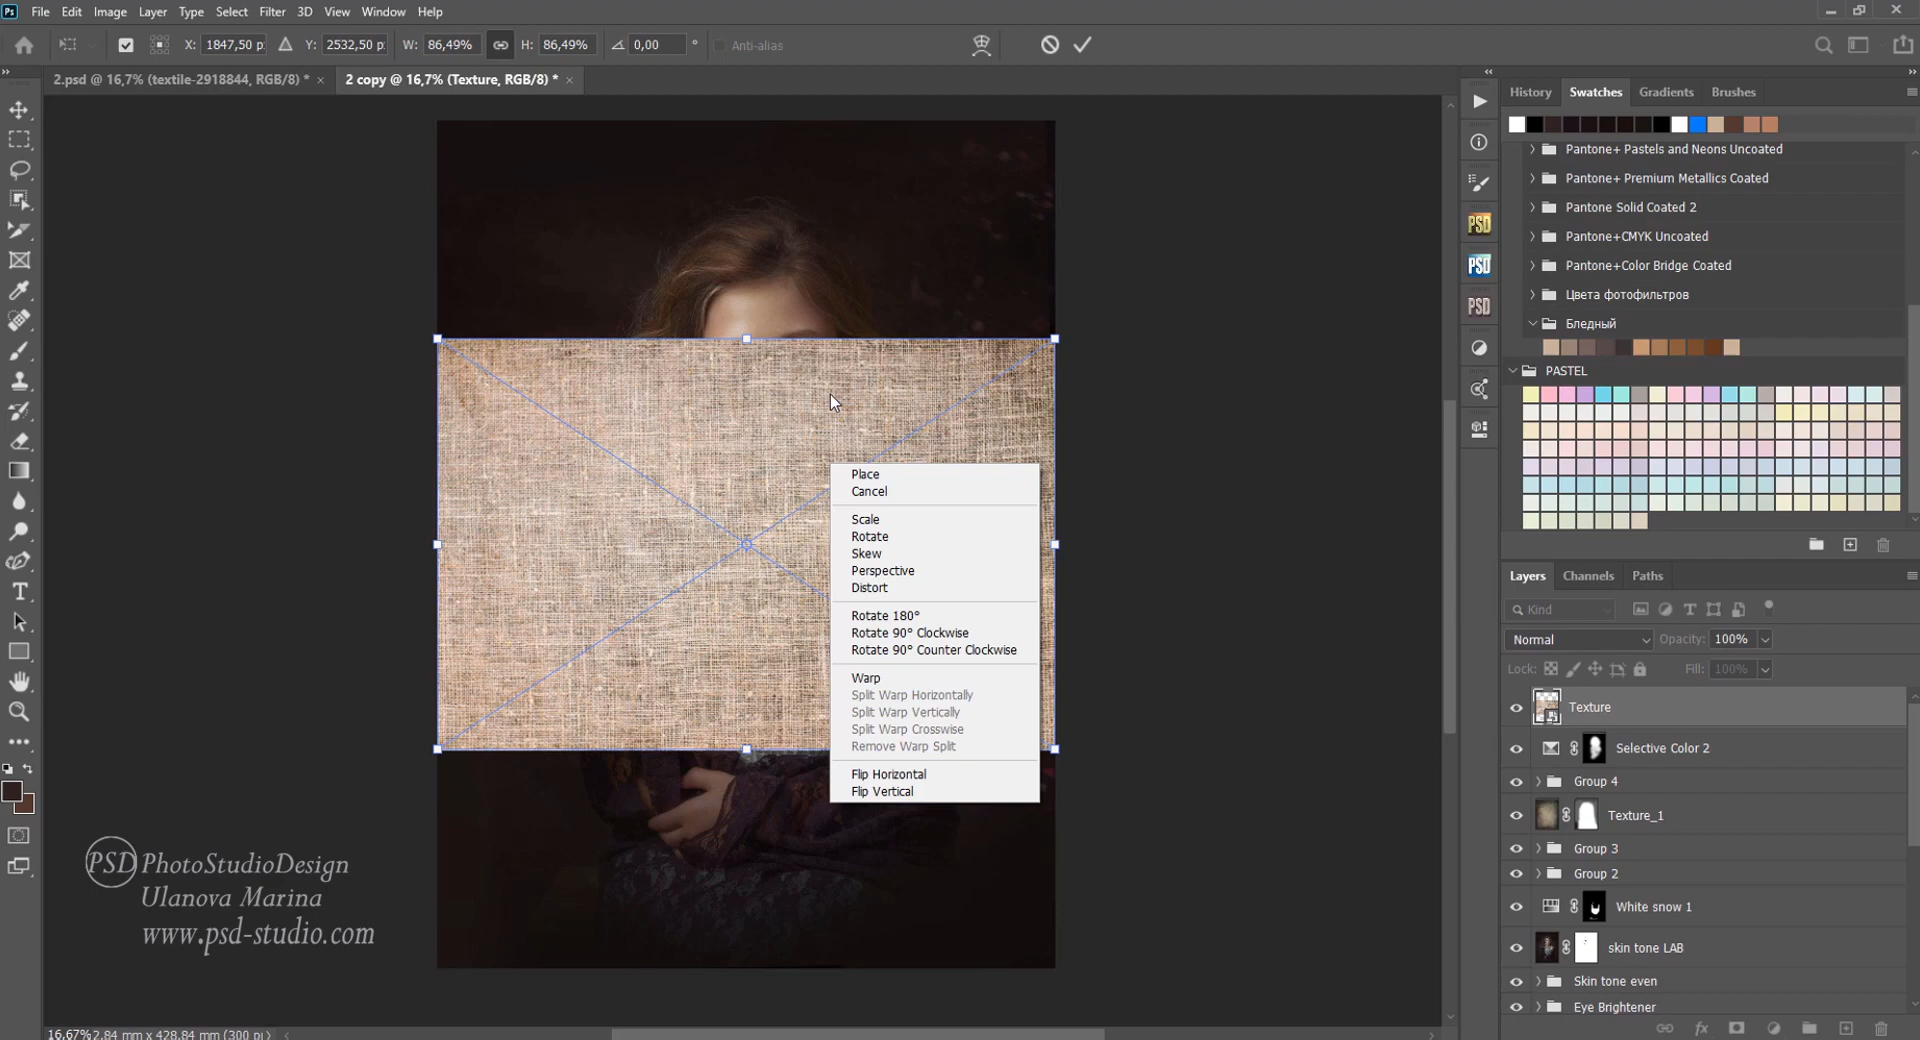 Ps File Edit Image Layer Type Select Filter 3D View Window Help
X: 1847,50 p Y: 2532,50 p W: 86,49% H: 86,49% 0,00 ° Anti-alias
2.psd @ 16,7% (textile-2918844, RGB/8) * ×
2 copy @ 16,7% (Texture, RGB/8) * ×
Place
Cancel
Scale
Rotate
Skew
Perspective
Distort
Rotate 180°
Rotate 90° Clockwise
Rotate 90° Counter Clockwise
Warp
Split Warp Horizontally
Split Warp Vertically
Split Warp Crosswise
Remove Warp Split
Flip Horizontal
Flip Vertical
PSD PhotoStudioDesign
Ulanova Marina
www.psd-studio.com
16,67% 2,84 mm x 428,84 mm (300 pi)
PSD
PSD
PSD
History Swatches Gradients Brushes
Pantone+ Pastels and Neons Uncoated
Pantone+ Premium Metallics Coated
Pantone Solid Coated 2
Pantone+CMYK Uncoated
Pantone+Color Bridge Coated
Цвета фотофильтров
Бледный
PASTEL
Layers Channels Paths
Kind
Normal Opacity: 100%
Lock: Fill: 100%
Texture
Selective Color 2
Group 4
Texture_1
Group 3
Group 2
White snow 1
skin tone LAB
Skin tone even
Eye Brightener
fx